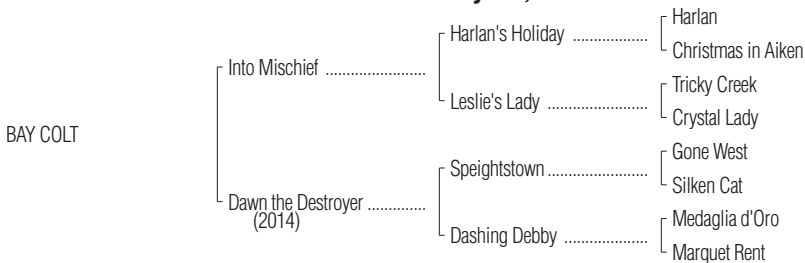 Harlan
Harlan's Holiday ..................
Christmas in Aiken
Into Mischief ........................
Tricky Creek
Leslie's Lady ........................
Crystal Lady
BAY COLT
Gone West
Speightstown ........................
Silken Cat
Dawn the Destroyer ..............
(2014)
Medaglia d'Oro
Dashing Debby ....................
Marquet Rent